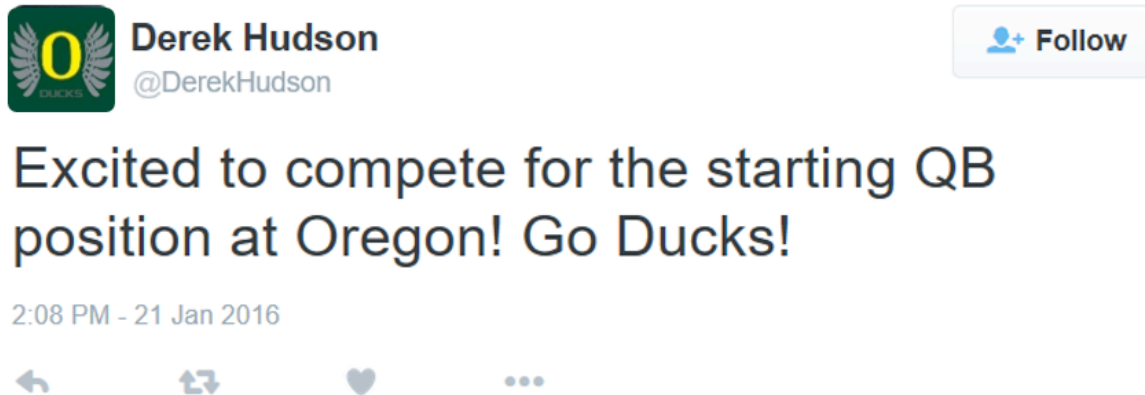 O
DUCKS
Derek Hudson
@DerekHudson
Follow
Excited to compete for the starting QB
position at Oregon! Go Ducks!
2:08 PM - 21 Jan 2016